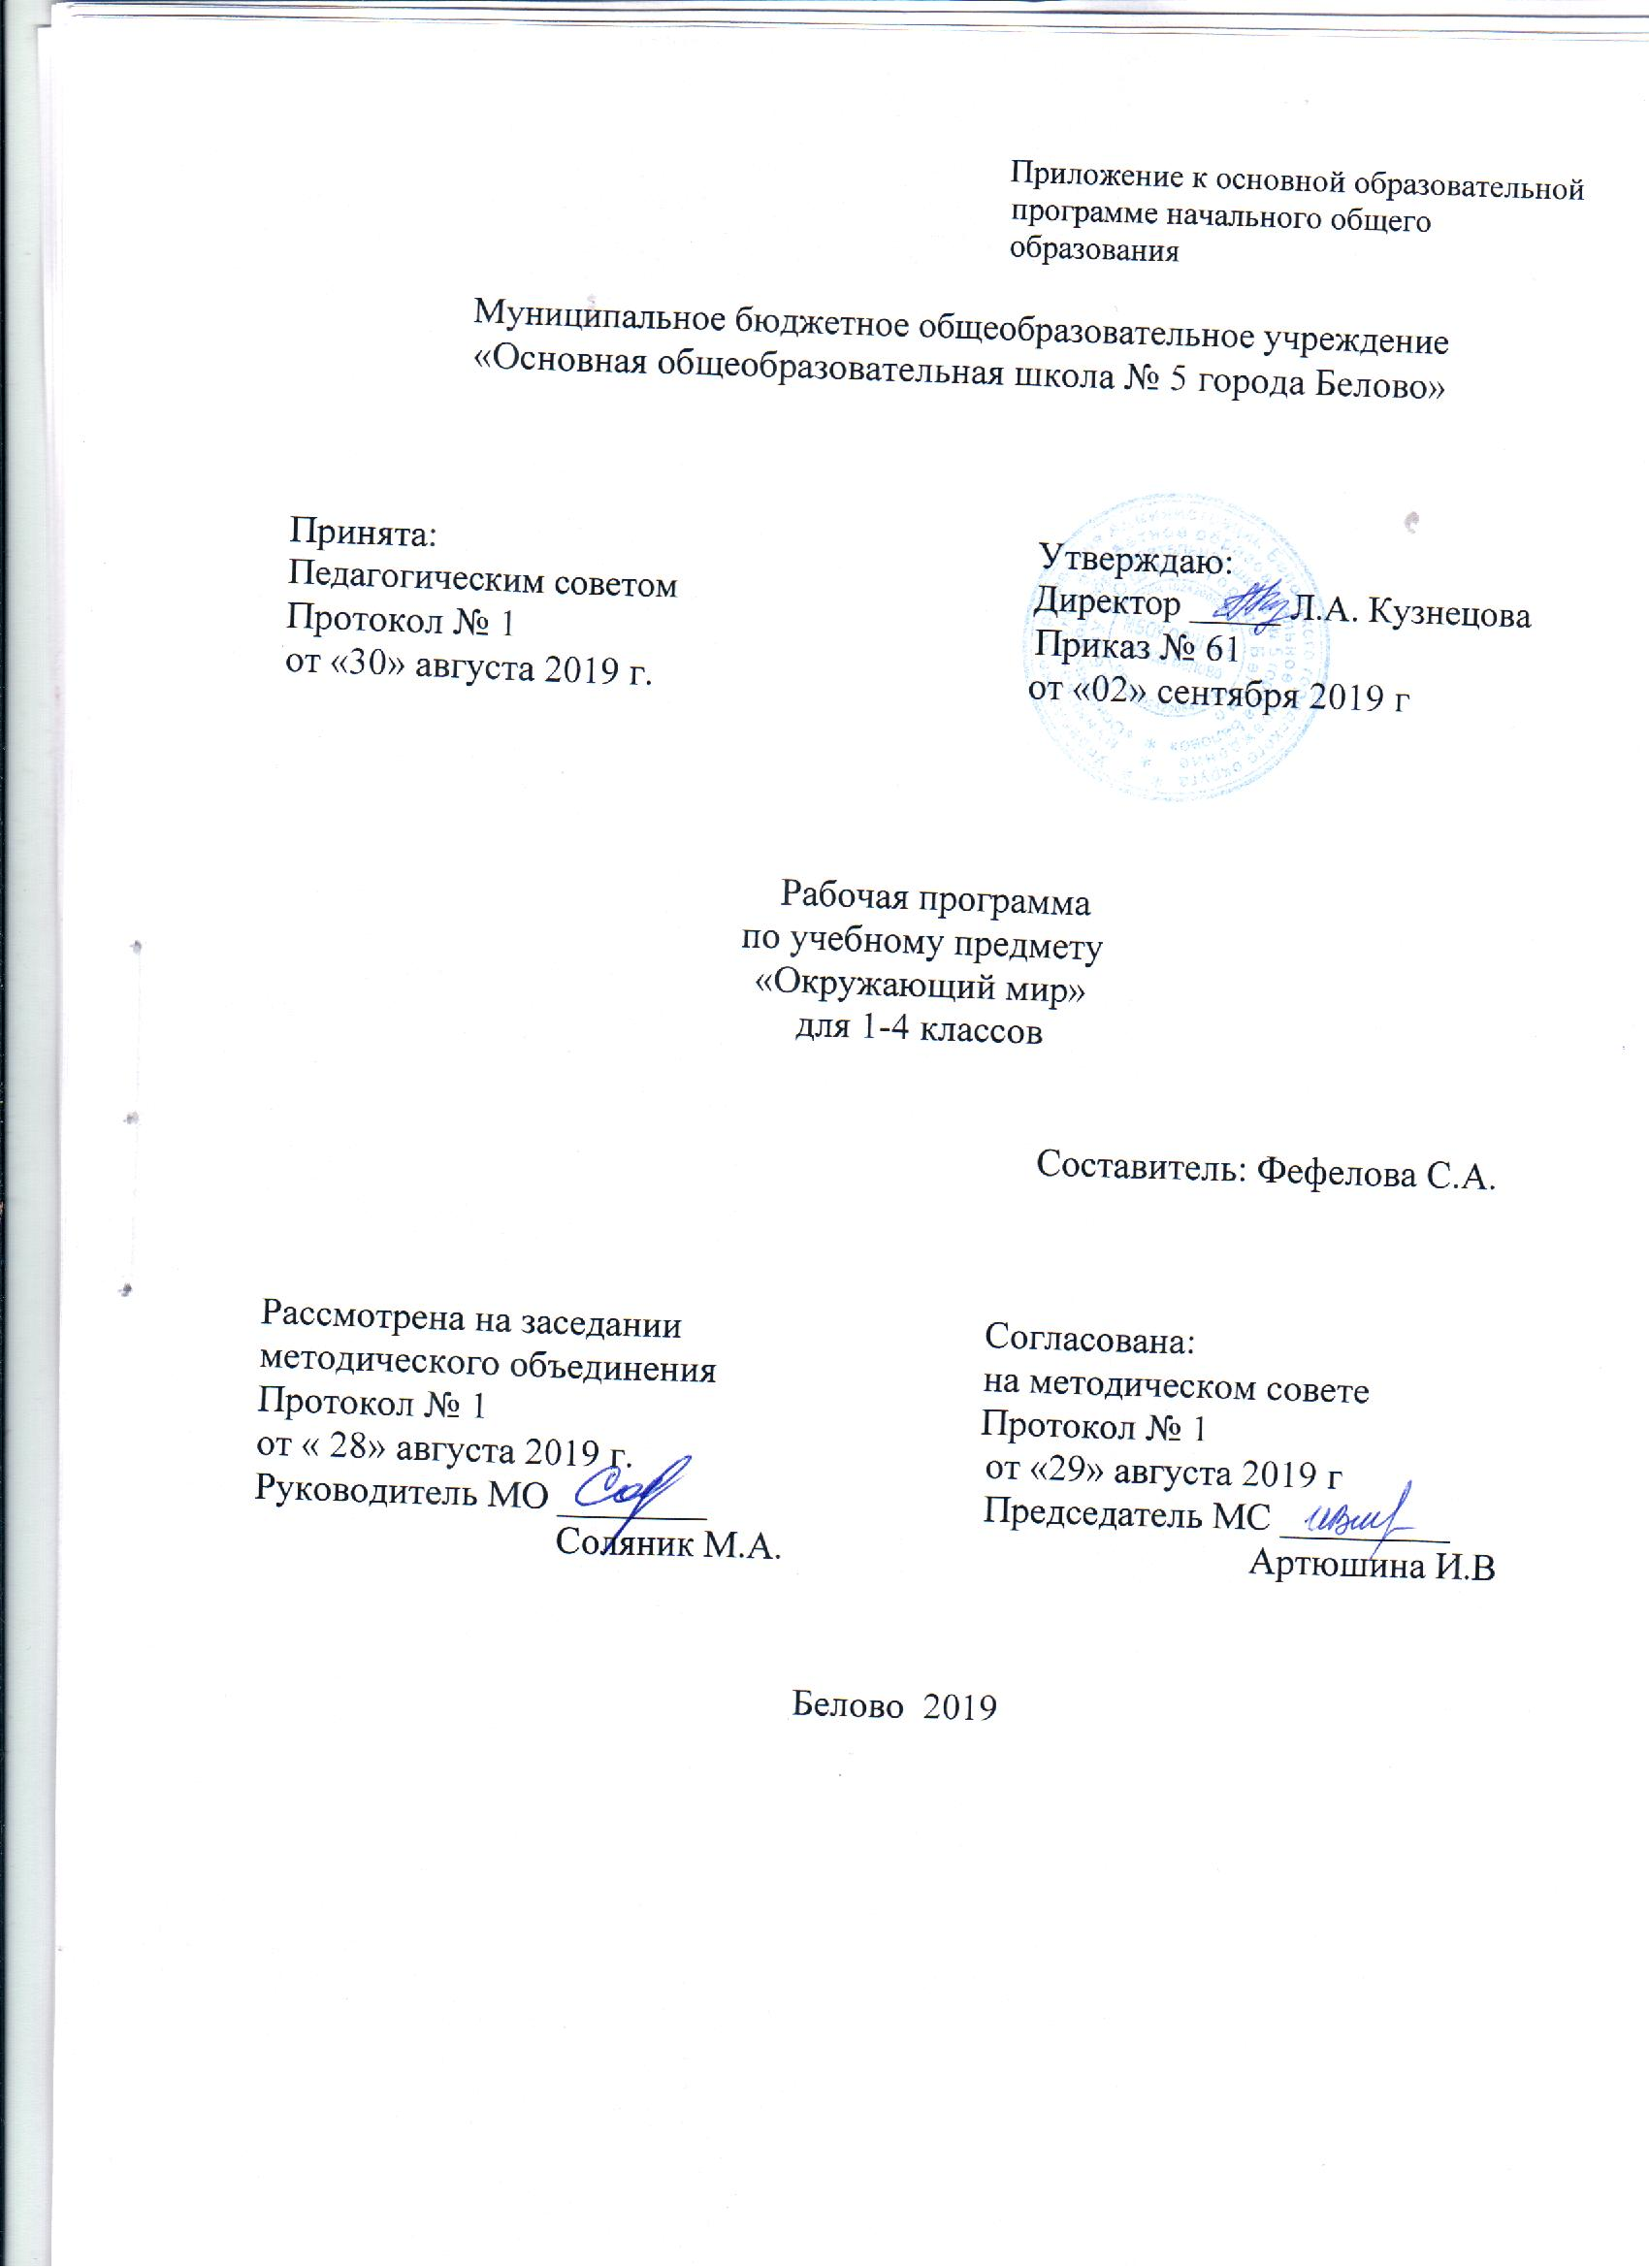 Приложение к основной образовательной
программе начального общего
образования
Муниципальное бюджетное общеобразовательное учреждение
«Основная общеобразовательная школа № 5 города Белово»
Принята:
Педагогическим советом
Протокол № 1
от «30» августа 2019 г.
Утверждаю:
Директор _____ Л.А. Кузнецова
Приказ № 61
от «02» сентября 2019 г
Рабочая программа
по учебному предмету
«Окружающий мир»
для 1-4 классов
Составитель: Фефелова С.А.
Рассмотрена на заседании
методического объединения
Протокол № 1
от « 28» августа 2019 г.
Руководитель МО ________
Соляник М.А.
Согласована:
на методическом совете
Протокол № 1
от «29» августа 2019 г
Председатель МС _________
Артюшина И.В
Белово  2019